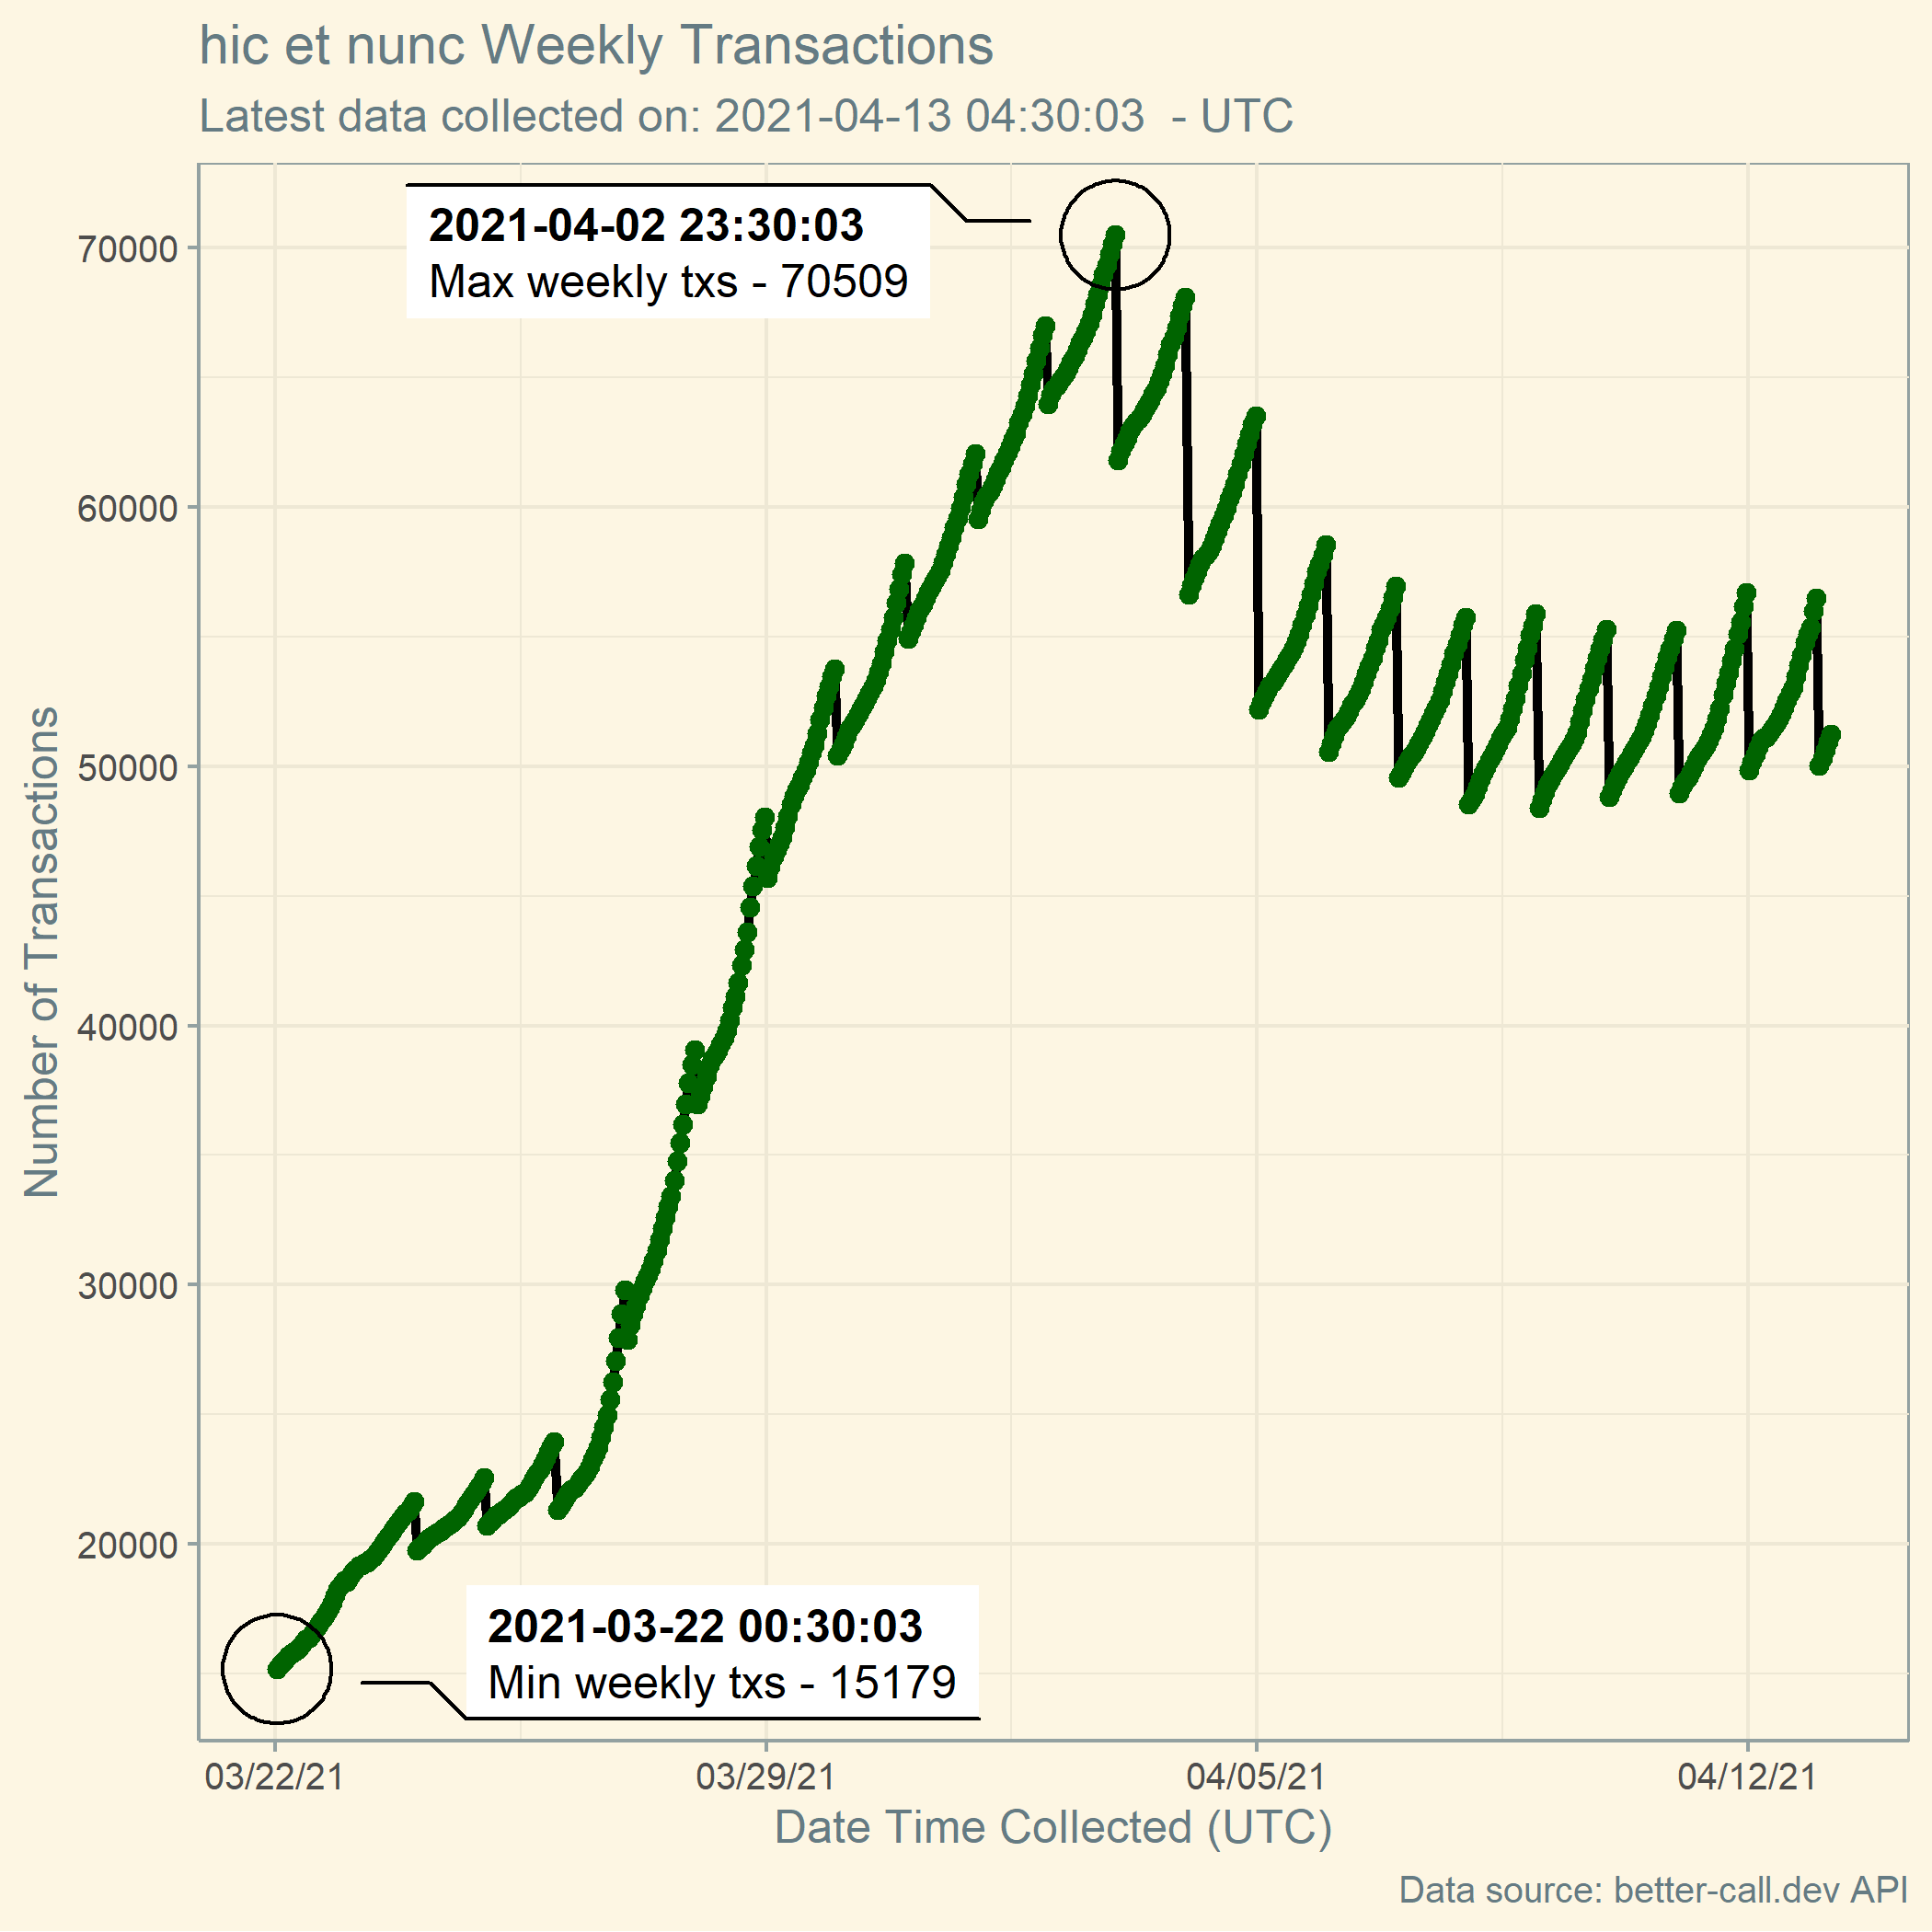 hic et nunc Weekly Transactions
Latest data collected on: 2021-04-13 04:30:03  - UTC
2021-04-02 23:30:03
Max weekly txs - 70509
70000
60000
50000
40000
30000
20000
Number of Transactions
2021-03-22 00:30:03
Min weekly txs - 15179
03/22/21
03/29/21
04/05/21
04/12/21
Date Time Collected (UTC)
Data source: better-call.dev API